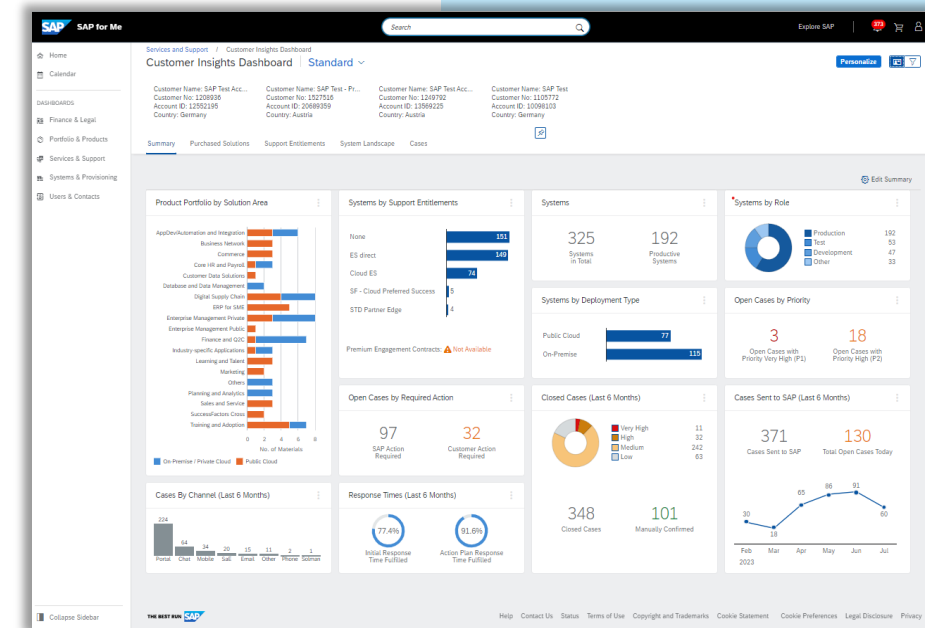 SAP SAP for Me
Search
Explore SAP
373
Home
Calendar
DASHBOARDS
Finance & Legal
Portfolio & Products
Services & Support
Systems & Provisioning
Users & Contacts
Collapse Sidebar
Services and Support / Customer Insights Dashboard
Customer Insights Dashboard Standard
Personalize
Customer Name: SAP Test Acc...
Customer No: 1208936
Account ID: 12552195
Country: Germany
Customer Name: SAP Test - Pr...
Customer No: 1527516
Account ID: 20689359
Country: Austria
Customer Name: SAP Test Acc...
Customer No: 1249792
Account ID: 13569225
Country: Austria
Customer Name: SAP Test
Customer No: 1105772
Account ID: 10098103
Country: Germany
Summary Purchased Solutions Support Entitlements System Landscape Cases
Edit Summary
Product Portfolio by Solution Area
AppDev/Automation and Integration
Business Network
Commerce
Core HR and Payroll
Customer Data Solutions
Database and Data Management
Digital Supply Chain
ERP for SME
Enterprise Management Private
Enterprise Management Public
Finance and Q2C
Industry-specific Applications
Learning and Talent
Marketing
Others
Planning and Analytics
Sales and Service
SuccessFactors Cross
Training and Adoption
0 2 4 6 8
No. of Materials
On-Premise / Private Cloud Public Cloud
Systems by Support Entitlements
None 151
ES direct 149
Cloud ES 74
SF - Cloud Preferred Success 5
STD Partner Edge 4
Premium Engagement Contracts: Not Available
Systems
325 192
Systems Productive
in Total Systems
Systems by Role
Production 192
Test 53
Development 47
Other 33
Systems by Deployment Type
Public Cloud 77
On-Premise 115
Open Cases by Priority
3 18
Open Cases with Open Cases with
Priority Very High (P1) Priority High (P2)
Open Cases by Required Action
97 32
SAP Action Customer Action
Required Required
Closed Cases (Last 6 Months)
Very High 11
High 32
Medium 242
Low 63
348 101
Closed Cases Manually Confirmed
Cases Sent to SAP (Last 6 Months)
371 130
Cases Sent to SAP Total Open Cases Today
30 18 65 86 91 60
Feb Mar Apr May Jun Jul
2023
Cases By Channel (Last 6 Months)
224 64 34 20 15 11 2 1
Portal Chat Mobile Sall Email Other Phone Solman
Response Times (Last 6 Months)
77.4% 91.6%
Initial Response Action Plan Response
Time Fulfilled Time Fulfilled
THE BEST RUN SAP
Help Contact Us Status Terms of Use Copyright and Trademarks Cookie Statement Cookie Preferences Legal Disclosure Privacy